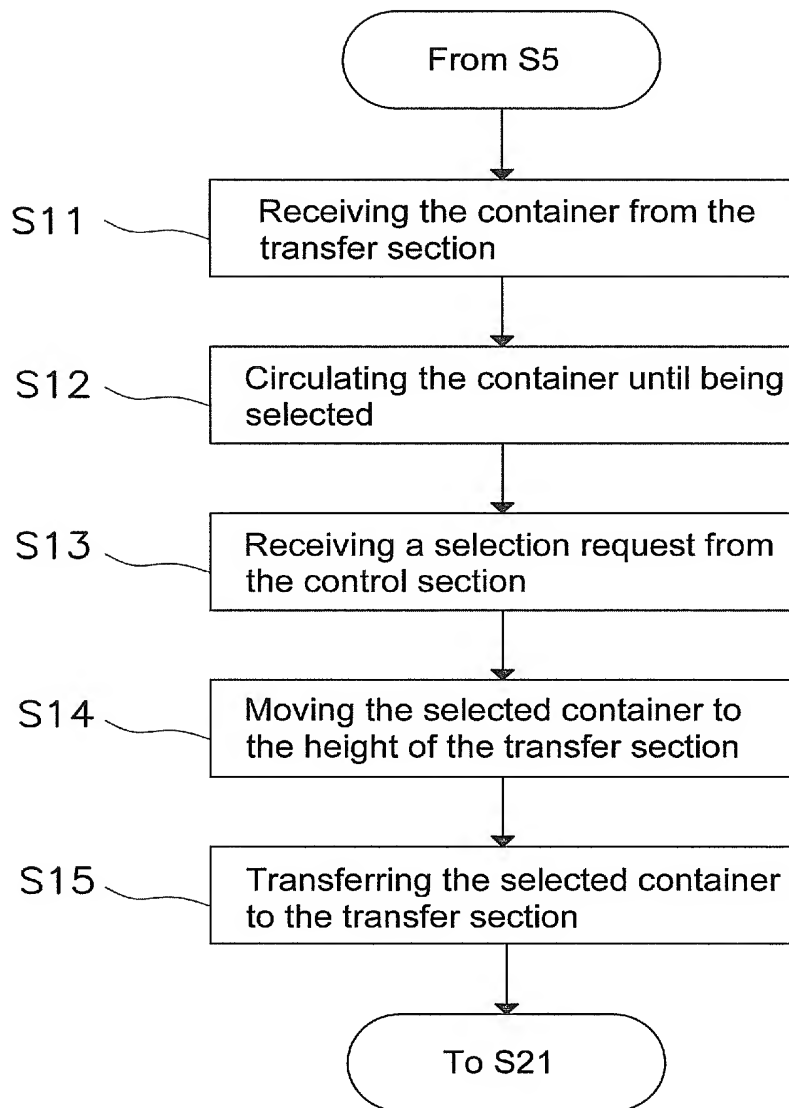 From S5
S11
Receiving the container from the
transfer section
S12
Circulating the container until being
selected
S13
Receiving a selection request from
the control section
S14
Moving the selected container to
the height of the transfer section
S15
Transferring the selected container
to the transfer section
To S21